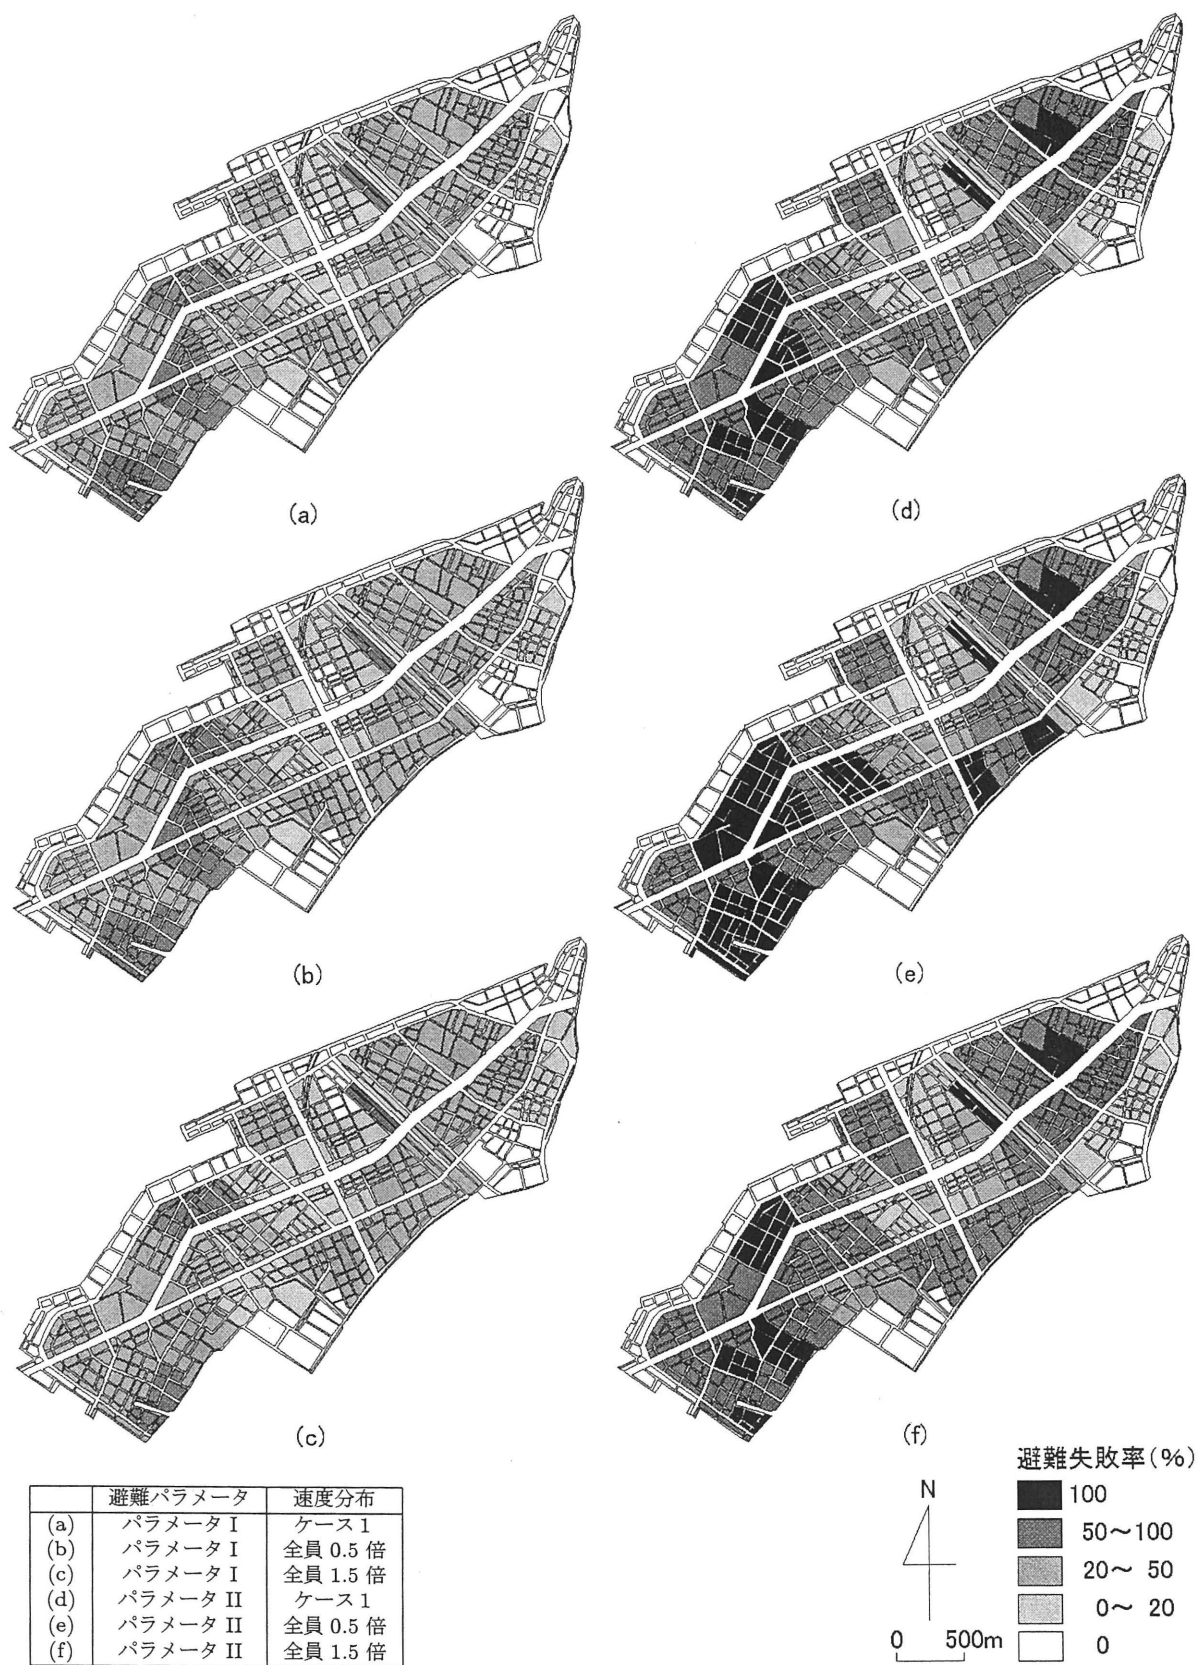 (a)
(d)
(b)
(e)
(c)
(f)
避難パラメータ 速度分布
(a) パラメータ I ケース 1
(b) パラメータ I 全員 0.5 倍
(c) パラメータ I 全員 1.5 倍
(d) パラメータ II ケース 1
(e) パラメータ II 全員 0.5 倍
(f) パラメータ II 全員 1.5 倍
N
0 500m
避難失敗率(%)
100
50～100
20～ 50
0～ 20
0